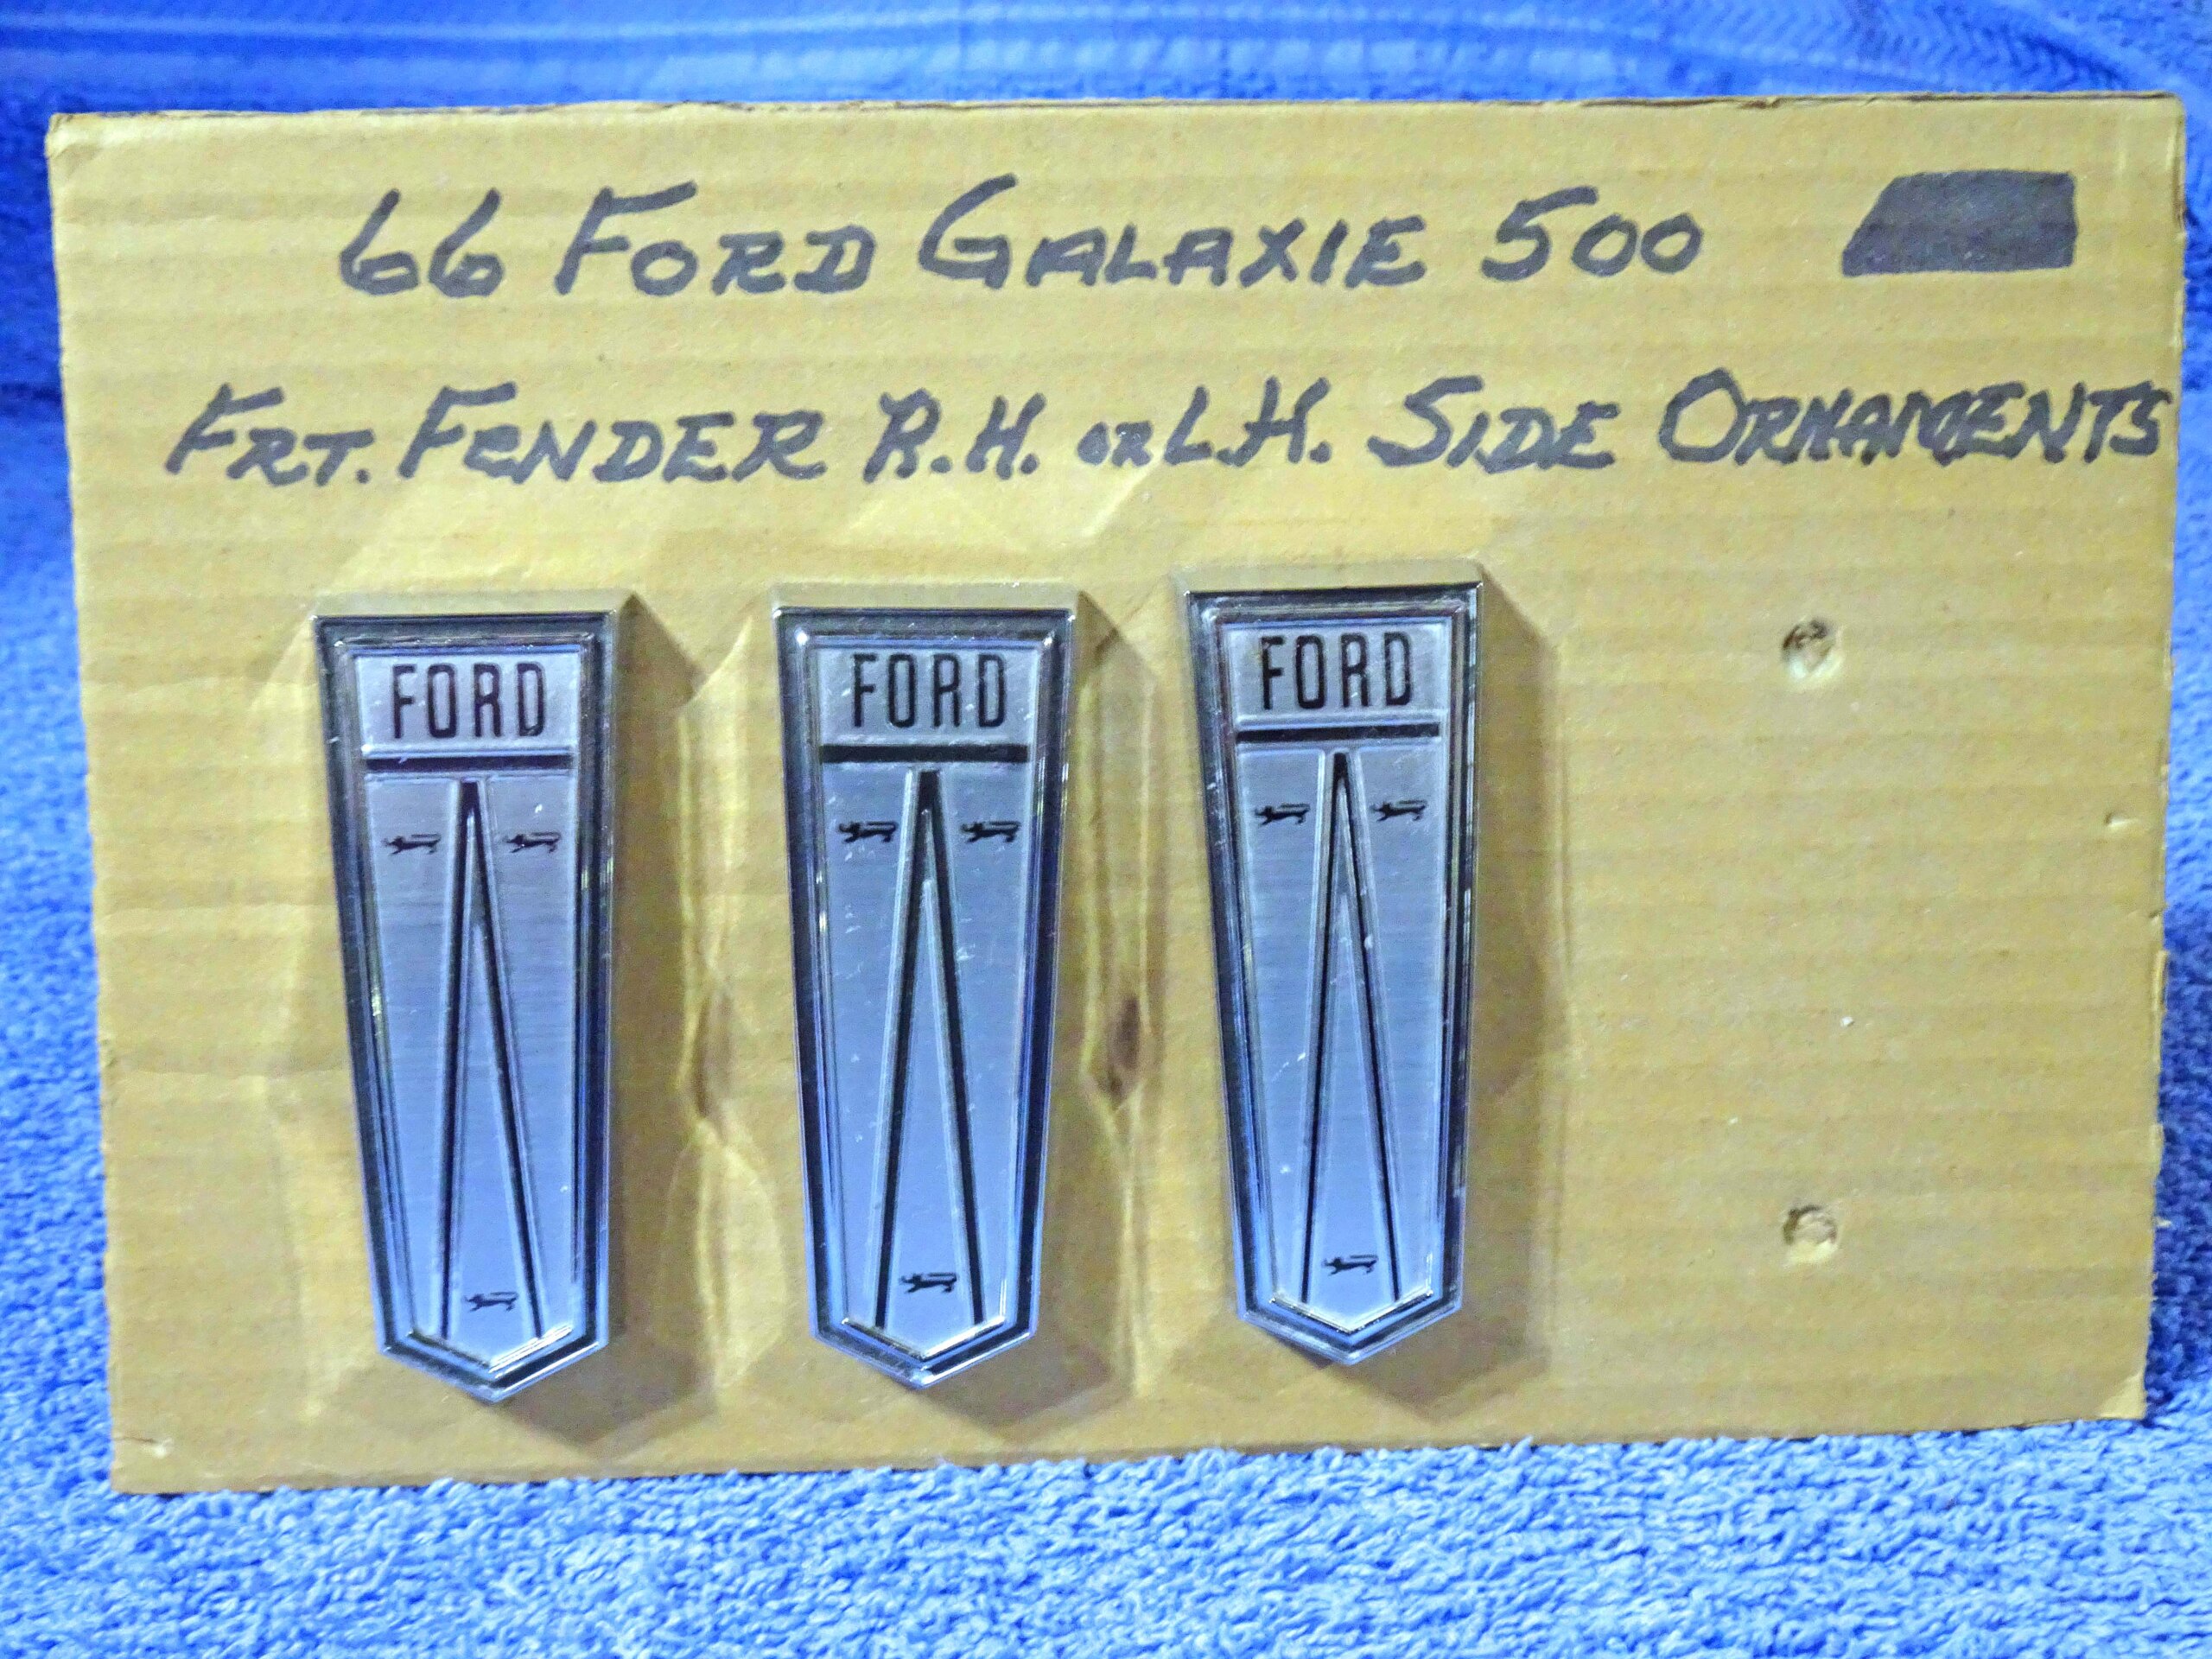 66 FORD GALAXIE 500
FRT. FENDER R.H. OR L.H. SIDE ORNAMENTS
FORD FORD FORD